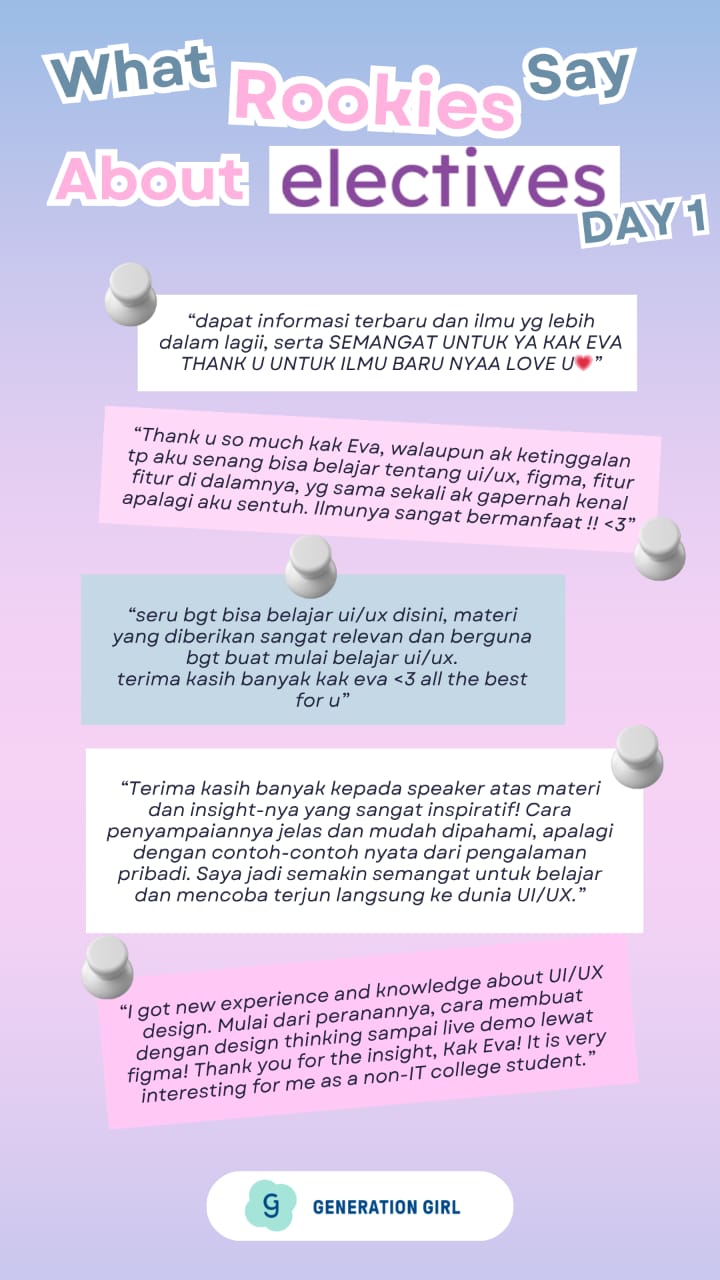 What Rookies Say
About electives
DAY 1
“dapat informasi terbaru dan ilmu yg lebih
dalam lagii, serta SEMANGAT UNTUK YA KAK EVA
THANK U UNTUK ILMU BARU NYAA LOVE U💗”
“Thank u so much kak Eva, walaupun ak ketinggalan
tp aku senang bisa belajar tentang ui/ux, figma, fitur
fitur di dalamnya, yg sama sekali ak gapernah kenal
apalagi aku sentuh. Ilmunya sangat bermanfaat !! <3”
“seru bgt bisa belajar ui/ux disini, materi
yang diberikan sangat relevan dan berguna
bgt buat mulai belajar ui/ux.
terima kasih banyak kak eva <3 all the best
for u”
“Terima kasih banyak kepada speaker atas materi
dan insight-nya yang sangat inspiratif! Cara
penyampaiannya jelas dan mudah dipahami, apalagi
dengan contoh-contoh nyata dari pengalaman
pribadi. Saya jadi semakin semangat untuk belajar
dan mencoba terjun langsung ke dunia UI/UX.”
“I got new experience and knowledge about UI/UX
design. Mulai dari peranannya, cara membuat
dengan design thinking sampai live demo lewat
figma! Thank you for the insight, Kak Eva! It is very
interesting for me as a non-IT college student.”
g GENERATION GIRL